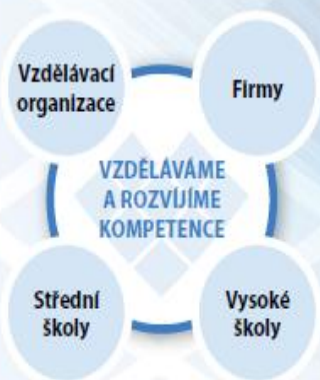 Vzdělávací
organizace
Firmy
VZDĚLÁVÁME
A ROZVÍJÍME
KOMPETENCE
Střední
školy
Vysoké
školy